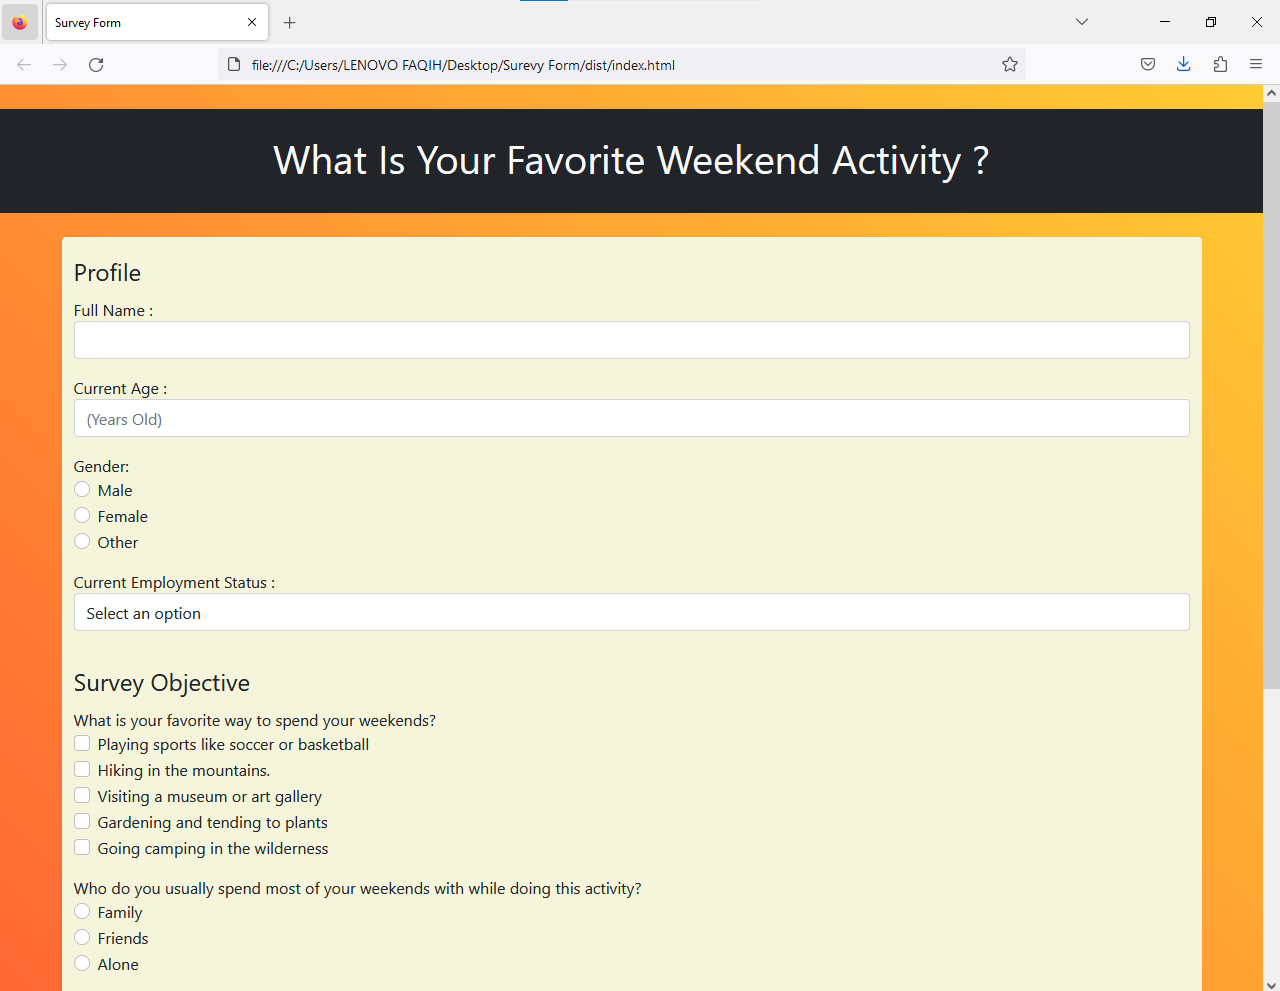 Survey Form
file:///C:/Users/LENOVO FAQIH/Desktop/Surevy Form/dist/index.html
What Is Your Favorite Weekend Activity ?
Profile
Full Name :
Current Age :
(Years Old)
Gender:
Male
Female
Other
Current Employment Status :
Select an option
Survey Objective
What is your favorite way to spend your weekends?
Playing sports like soccer or basketball
Hiking in the mountains.
Visiting a museum or art gallery
Gardening and tending to plants
Going camping in the wilderness
Who do you usually spend most of your weekends with while doing this activity?
Family
Friends
Alone